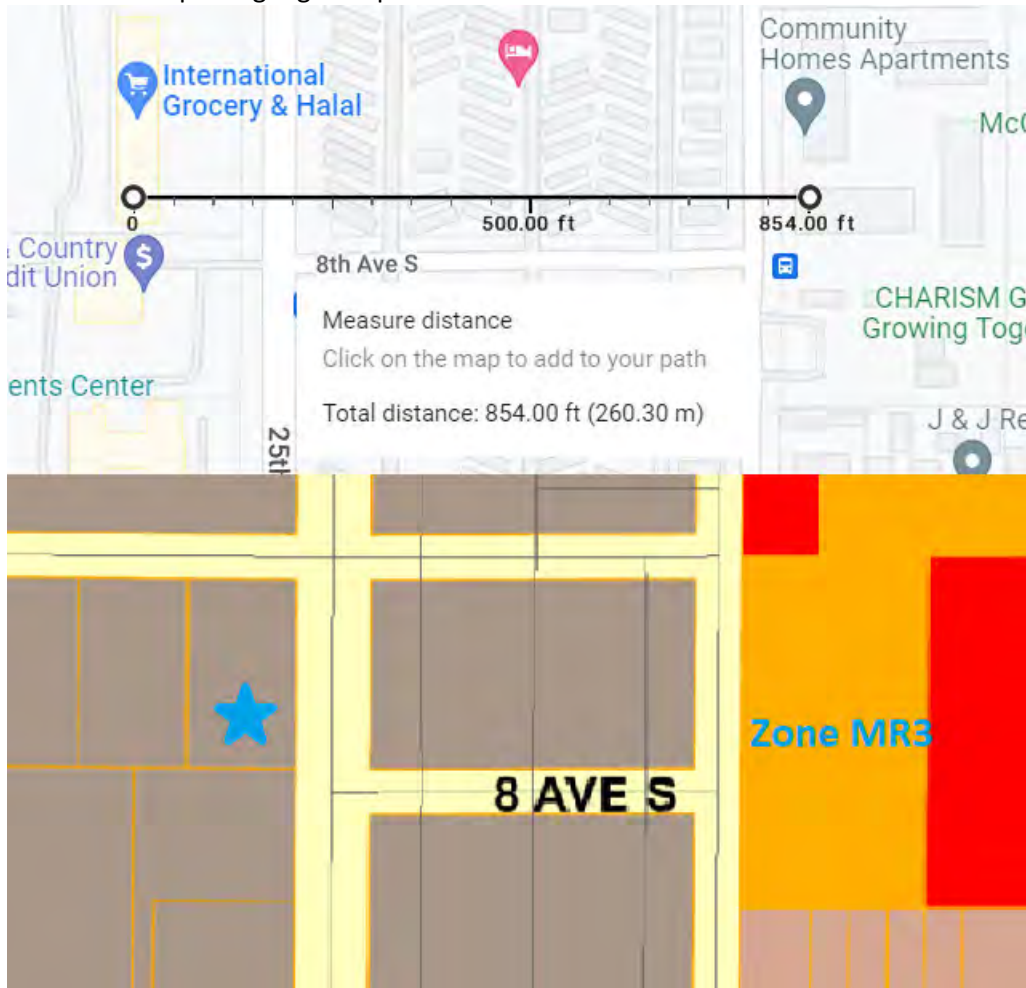 Community
Homes Apartments
International
Grocery & Halal
McC
0
500.00 ft
854.00 ft
Country
dit Union
$
8th Ave S
Measure distance
Click on the map to add to your path
Total distance: 854.00 ft (260.30 m)
CHARISM G
Growing Toge
ents Center
25t
J & J Re
Zone MR3
8 AVE S